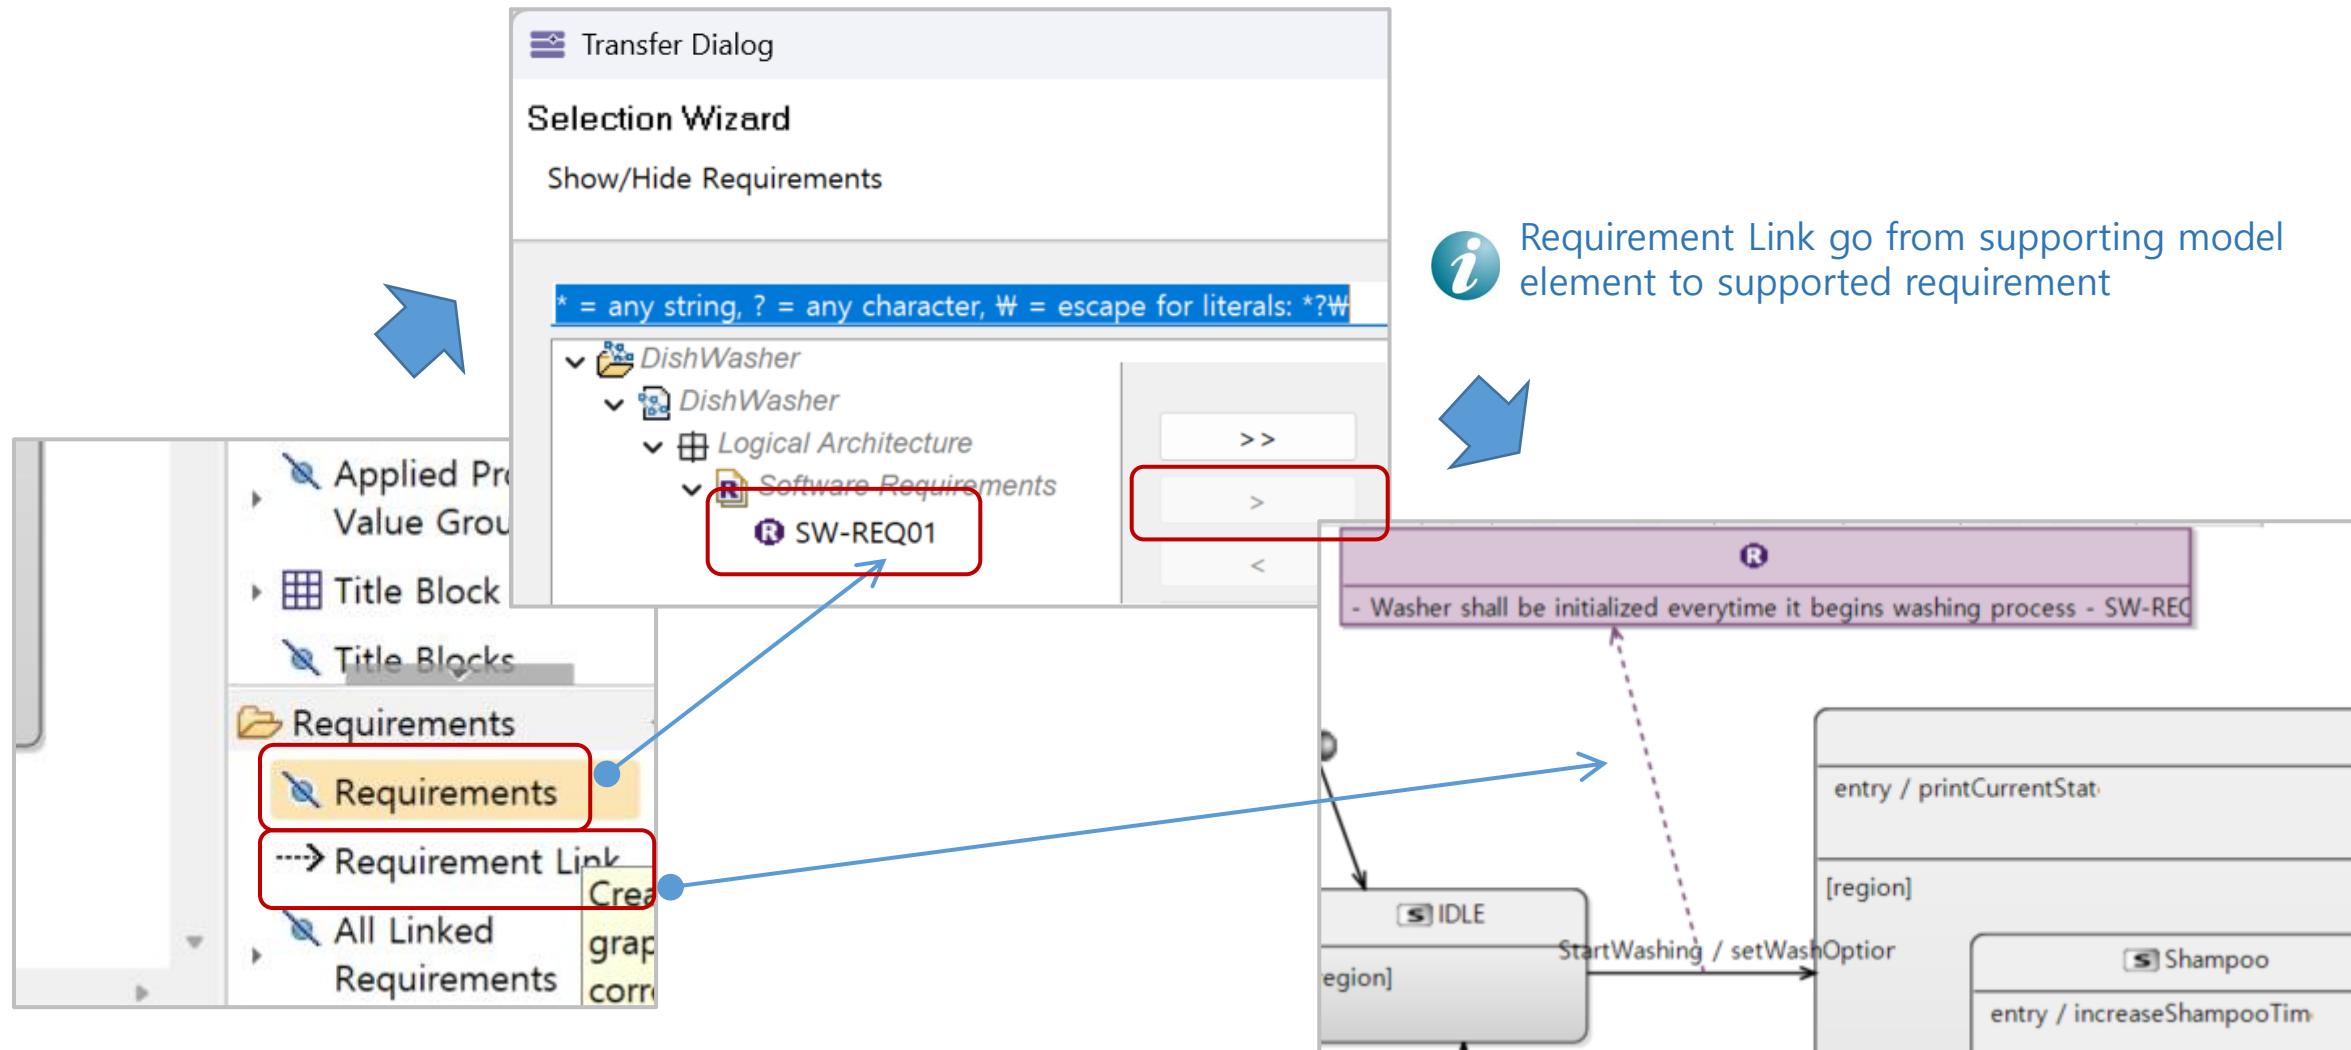 Transfer Dialog
Selection Wizard
Show/Hide Requirements
* = any string, ? = any character, ₩ = escape for literals: *?₩
DishWasher
DishWasher
Logical Architecture
Software Requirements
SW-REQ01
>>
>
<
Requirement Link go from supporting model
element to supported requirement
Applied Pro
Value Grou
Title Block
Title Blocks
Requirements
Requirements
Requirement Link
Crea
grap
corre
All Linked
Requirements
R
- Washer shall be initialized everytime it begins washing process - SW-REQ
entry / printCurrentStat
[region]
S IDLE
region]
StartWashing / setWashOption
S Shampoo
entry / increaseShampooTim